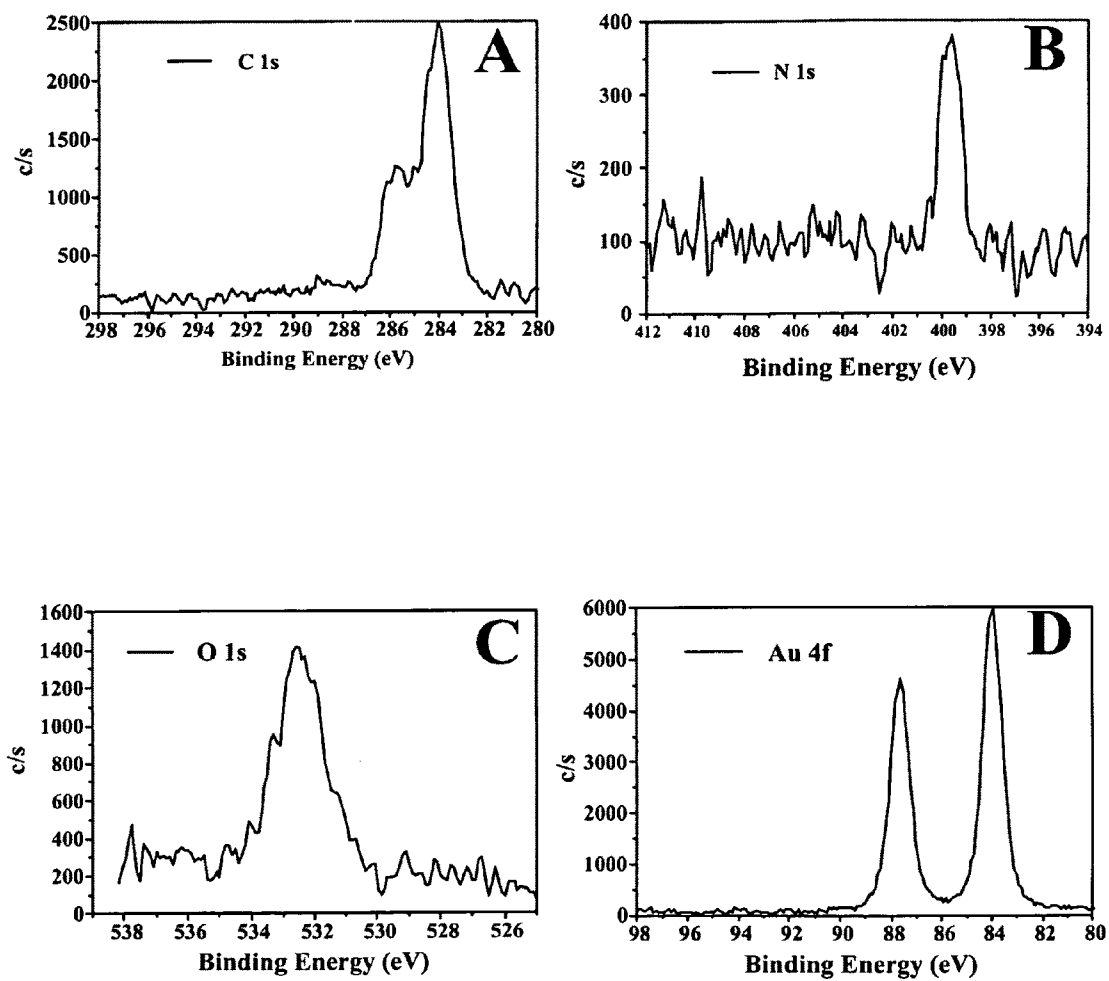 A
C 1s
2500
2000
1500
1000
500
0
c/s
298 296 294 292 290 288 286 284 282 280
Binding Energy (eV)
B
N 1s
400
300
200
100
0
c/s
412 410 408 406 404 402 400 398 396 394
Binding Energy (eV)
C
O 1s
1600
1400
1200
1000
800
600
400
200
0
c/s
538 536 534 532 530 528 526
Binding Energy (eV)
D
Au 4f
6000
5000
4000
3000
2000
1000
0
c/s
98 96 94 92 90 88 86 84 82 80
Binding Energy (eV)